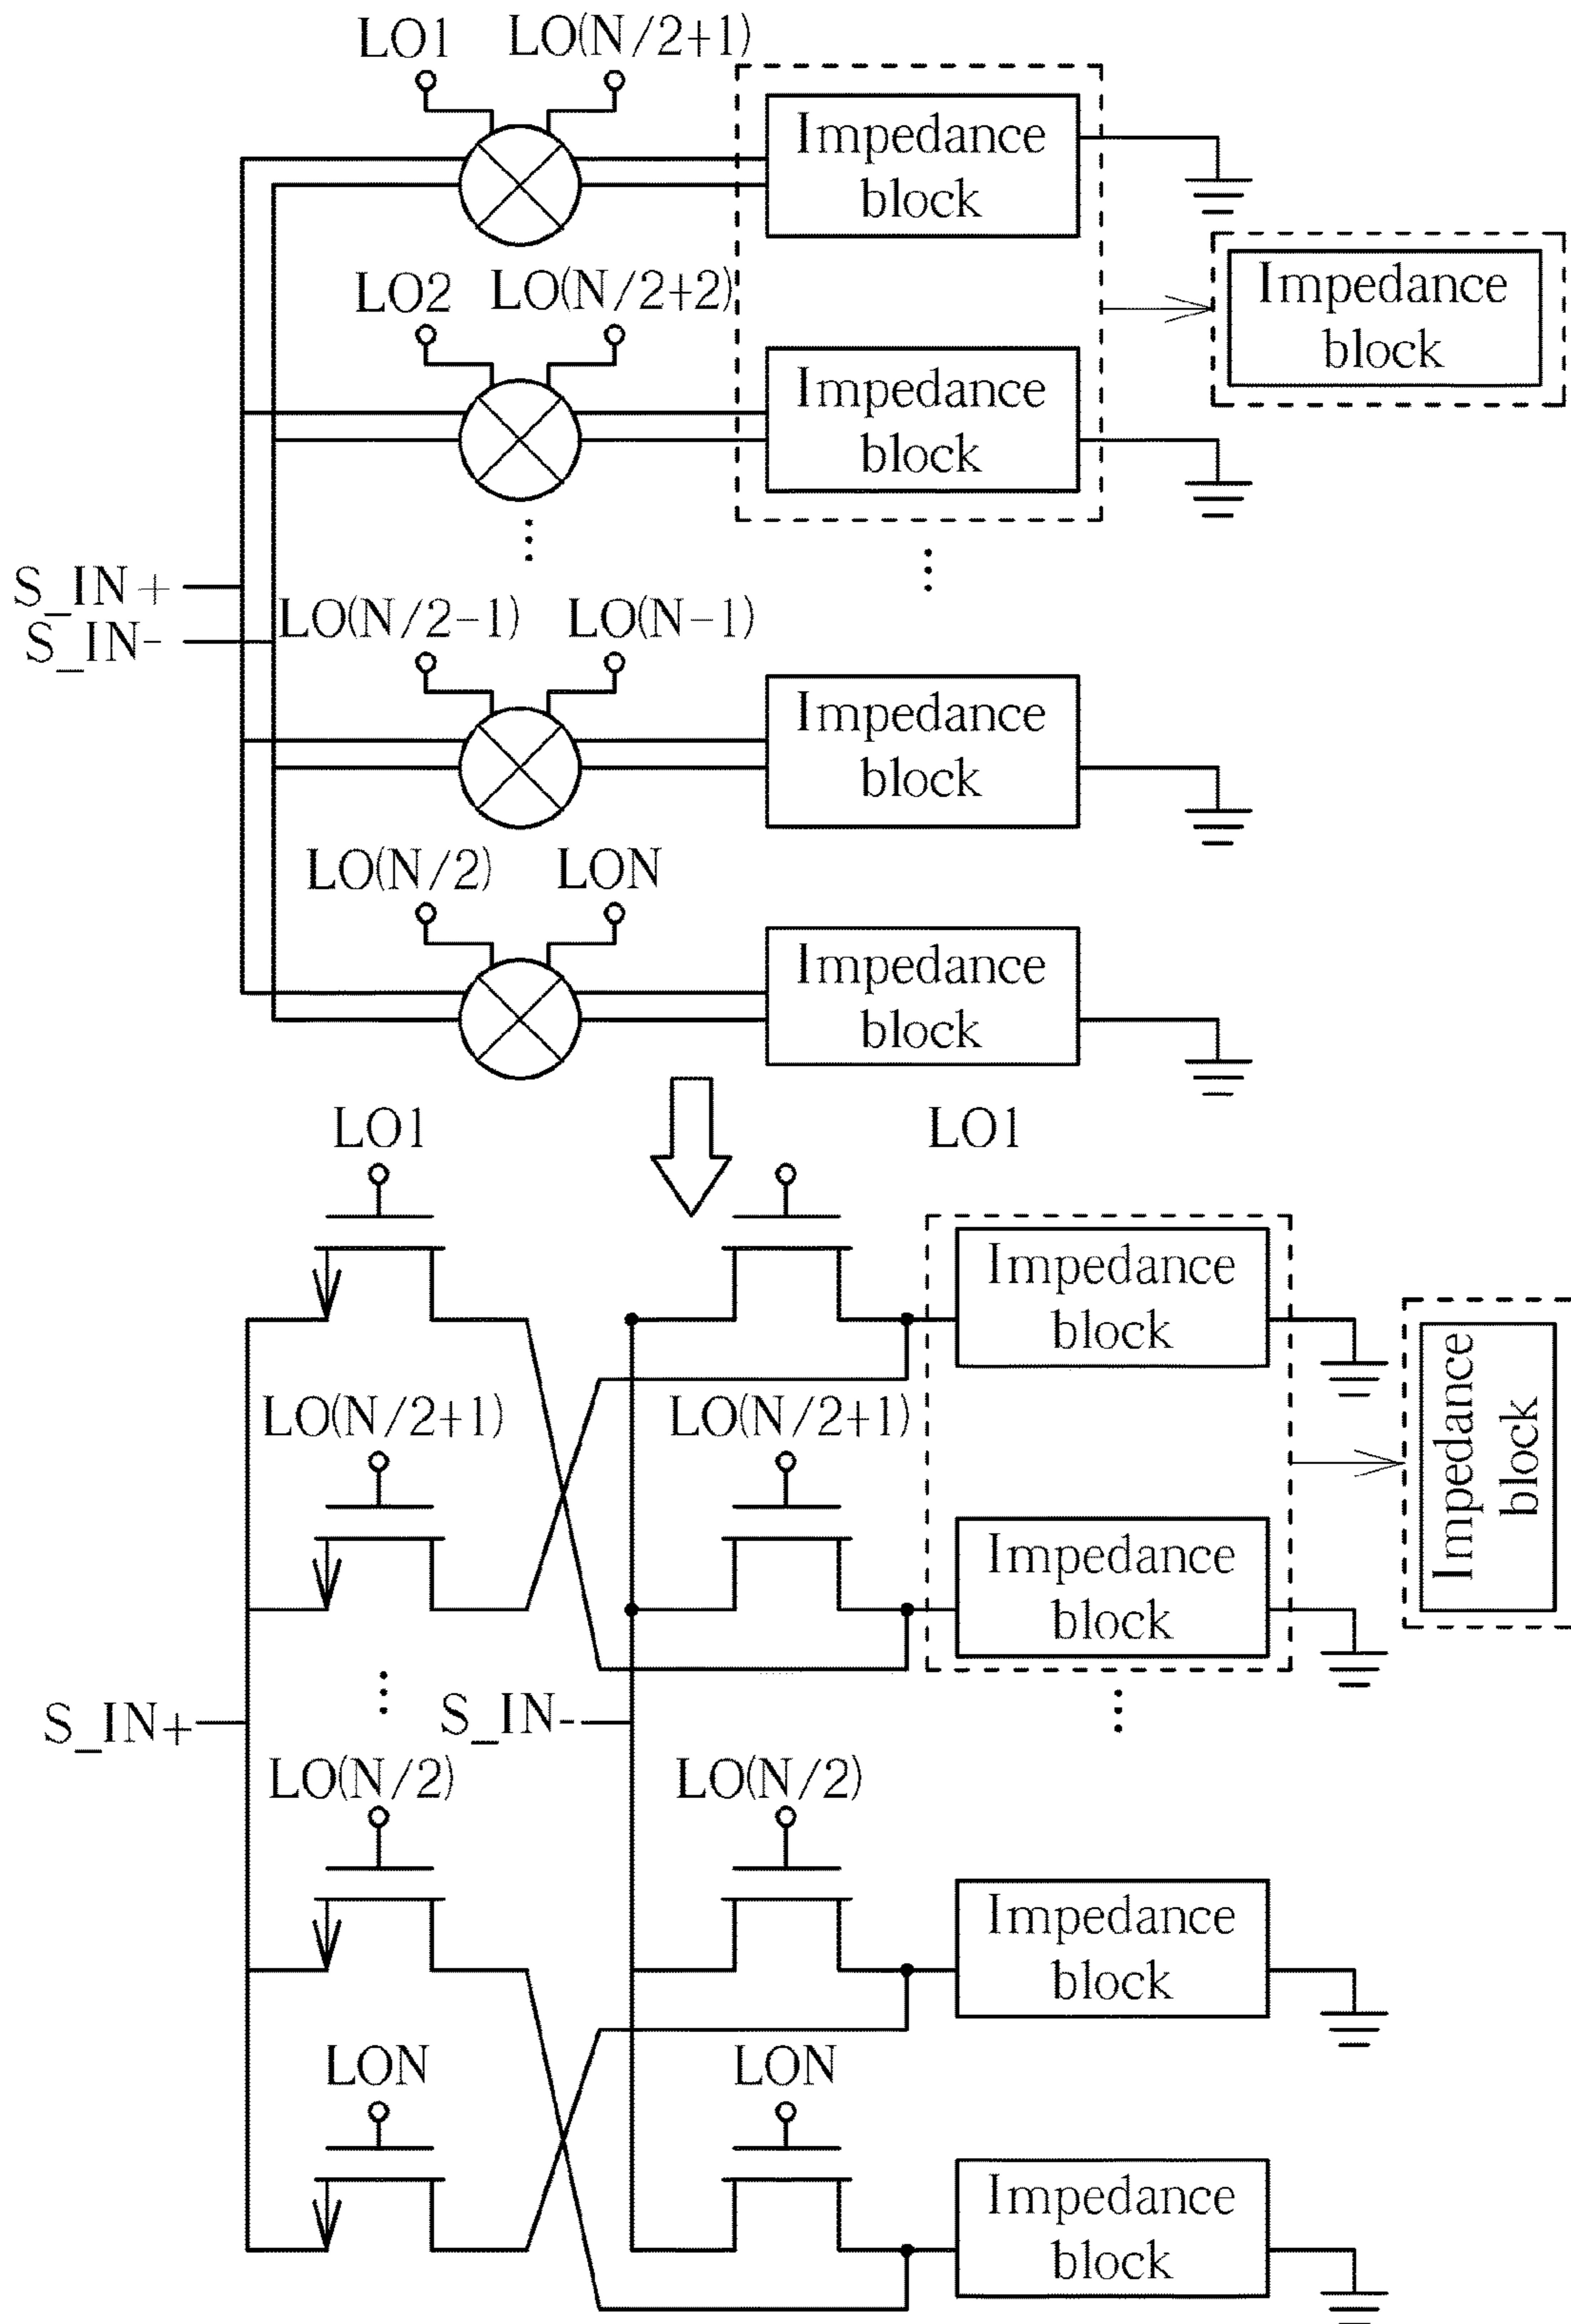 LO1 LO(N/2+1)
Impedance
block
LO2 LO(N/2+2)
Impedance
block
Impedance
block
S_IN+
S_IN-
LO(N/2-1) LO(N-1)
Impedance
block
LO(N/2) LON
Impedance
block
LO1 LO1
Impedance
block
LO(N/2+1) LO(N/2+1)
Impedance
block
Impedance
block
S_IN+ S_IN-
LO(N/2) LO(N/2)
Impedance
block
LON LON
Impedance
block